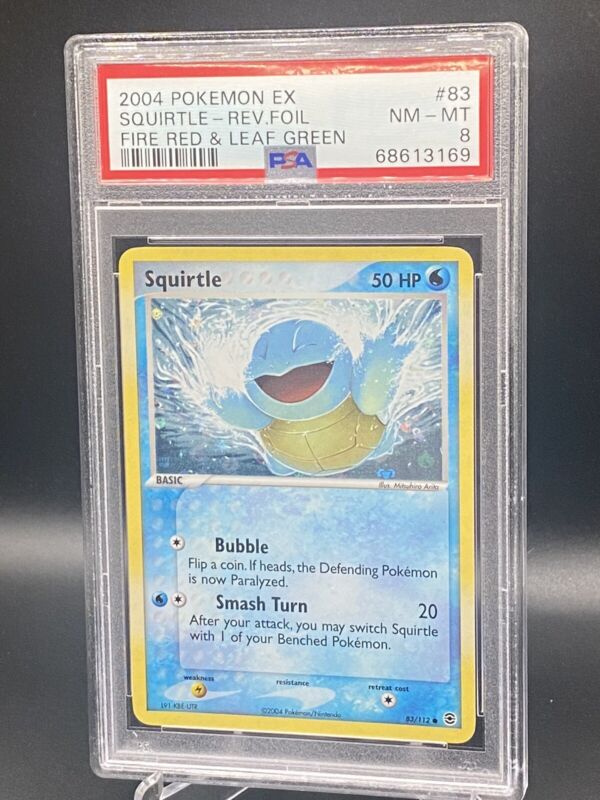 2004 POKEMON EX #83
SQUIRTLE - REV.FOIL NM - MT
FIRE RED & LEAF GREEN 8
PSA 68613169
Squirtle 50 HP
BASIC Illus. Mitsuhiro Arita
Bubble
Flip a coin. If heads, the Defending Pokémon
is now Paralyzed.
Smash Turn 20
After your attack, you may switch Squirtle
with 1 of your Benched Pokémon.
weakness resistance retreat cost
©2004 Pokémon/Nintendo 83/112